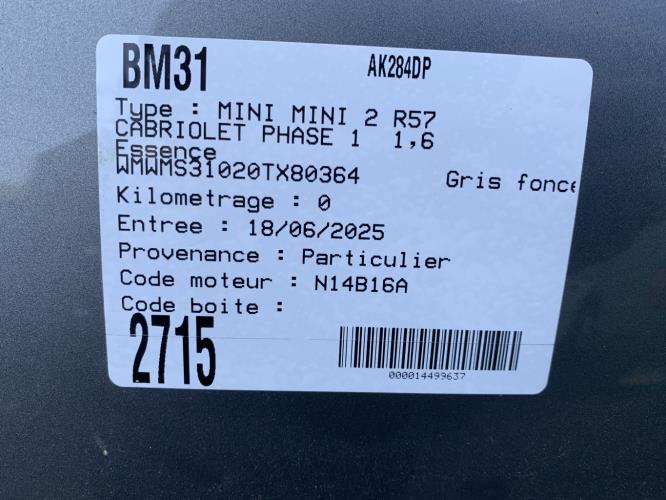 BM31 AK284DP
Type : MINI MINI 2 R57
CABRIOLET PHASE 1 1,6
Essence
WMWMS31020TX80364 Gris fonce
Kilometrage : 0
Entree : 18/06/2025
Provenance : Particulier
Code moteur : N14B16A
Code boite :
2715
000014499637